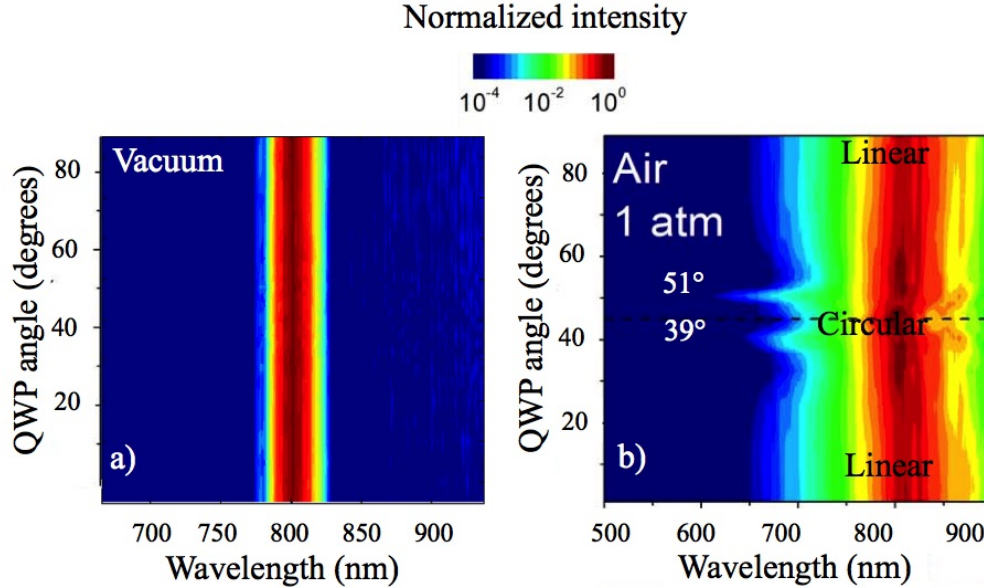 Normalized intensity
10⁻⁴ 10⁻² 10⁰
Vacuum
QWP angle (degrees)
80
60
40
20
a)
700 750 800 850 900
Wavelength (nm)
Air
1 atm
Linear
51°
39°
Circular
Linear
QWP angle (degrees)
80
60
40
20
b)
500 600 700 800 900
Wavelength (nm)